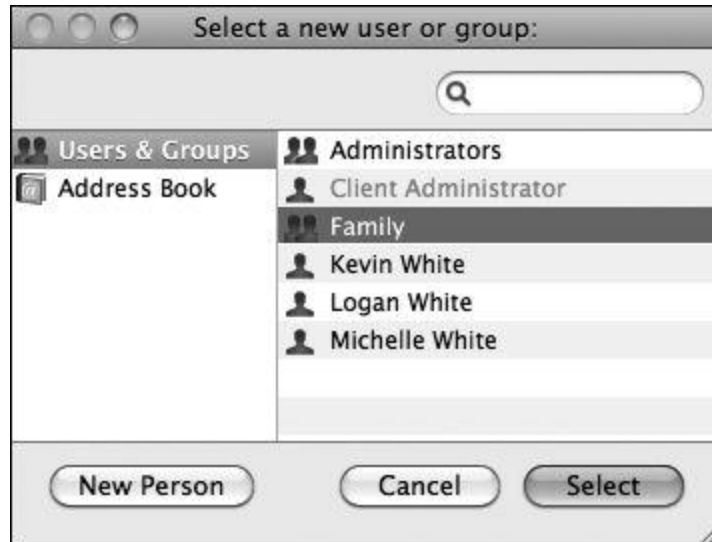 Select a new user or group:
Users & Groups
Address Book
Administrators
Client Administrator
Family
Kevin White
Logan White
Michelle White
New Person
Cancel
Select